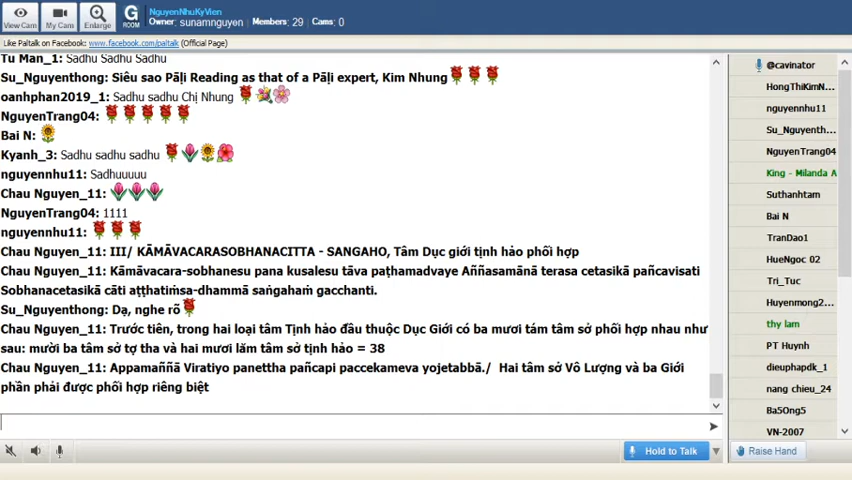 View Cam
My Cam
Enlarge
G
ROOM
NguyenNhuKyVien
Owner: sunamnguyen Members: 29 Cams: 0
Like Paltalk on Facebook: www.facebook.com/paltalk (Official Page)
Tu Man_1: Sadhu Sadhu Sadhu
Su_Nguyenthong: Siêu sao Pāḷi Reading as that of a Pāḷi expert, Kim Nhung
oanhphan2019_1: Sadhu sadhu Chị Nhung
NguyenTrang04:
Bai N:
Kyanh_3: Sadhu sadhu sadhu
nguyennhu11: Sadhuuuuu
Chau Nguyen_11:
NguyenTrang04: 1111
nguyennhu11:
Chau Nguyen_11: III/ KĀMĀVACARASOBHANACITTA - SANGAHO, Tâm Dục giới tịnh hảo phối hợp
Chau Nguyen_11: Kāmāvacara-sobhanesu pana kusalesu tāva paṭhamadvaye Aññasamānā terasa cetasikā pañcavisati
Sobhanacetasikā cāti aṭṭhatiṃsa-dhammā saṅgahaṃ gacchanti.
Su_Nguyenthong: Dạ, nghe rõ
Chau Nguyen_11: Trước tiên, trong hai loại tâm Tịnh hảo đầu thuộc Dục Giới có ba mươi tám tâm sở phối hợp nhau như
sau: mười ba tâm sở tợ tha và hai mươi lăm tâm sở tịnh hảo = 38
Chau Nguyen_11: Appamaññā Viratiyo panettha pañcapi paccekameva yojetabbā./ Hai tâm sở Vô Lượng và ba Giới
phần phải được phối hợp riêng biệt
@cavinator
HongThiKimN...
nguyennhu11
Su_Nguyenth...
NguyenTrang04
King - Milanda A
Suthanhtam
Bai N
TranDao1
HueNgoc 02
Tri_Tuc
Huyenmong2...
thy lam
PT Huynh
dieuphapdk_1
nang chieu_24
Ba5Ong5
VN-2007
Hold to Talk
Raise Hand